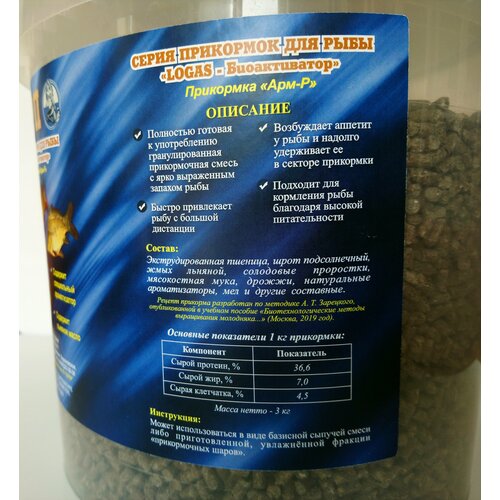 СЕРИЯ ПРИКОРМОК ДЛЯ РЫБЫ
«LOGAS - Биоактиватор»
Прикормка «Арм-Р»
ОПИСАНИЕ
Полностью готовая
к употреблению
гранулированная
прикормочная смесь
с ярко выраженным
запахом рыбы
Быстро привлекает
рыбу с большой
дистанции
Возбуждает аппетит
у рыбы и надолго
удерживает ее
в секторе прикормки
Подходит для
кормления рыбы
благодаря высокой
питательности
Состав:
Экструдированная пшеница, шрот подсолнечный,
жмых льняной, солодовые проростки,
мясокостная мука, дрожжи, натуральные
ароматизаторы, мел и другие составные.
Рецепт прикорма разработан по методике А. Т. Зарецкого,
опубликованной в учебном пособие «Биотехнологические методы
выращивания молодняка...» (Москва, 2019 год).
Основные показатели 1 кг прикормки:
Компонент Показатель
Сырой протеин, % 36,6
Сырой жир, % 7,0
Сырая клетчатка, % 4,5
Масса нетто - 3 кг
Инструкция:
Может использоваться в виде базисной сыпучей смеси
либо приготовленной, увлажнённой фракции
«прикормочных шаров».